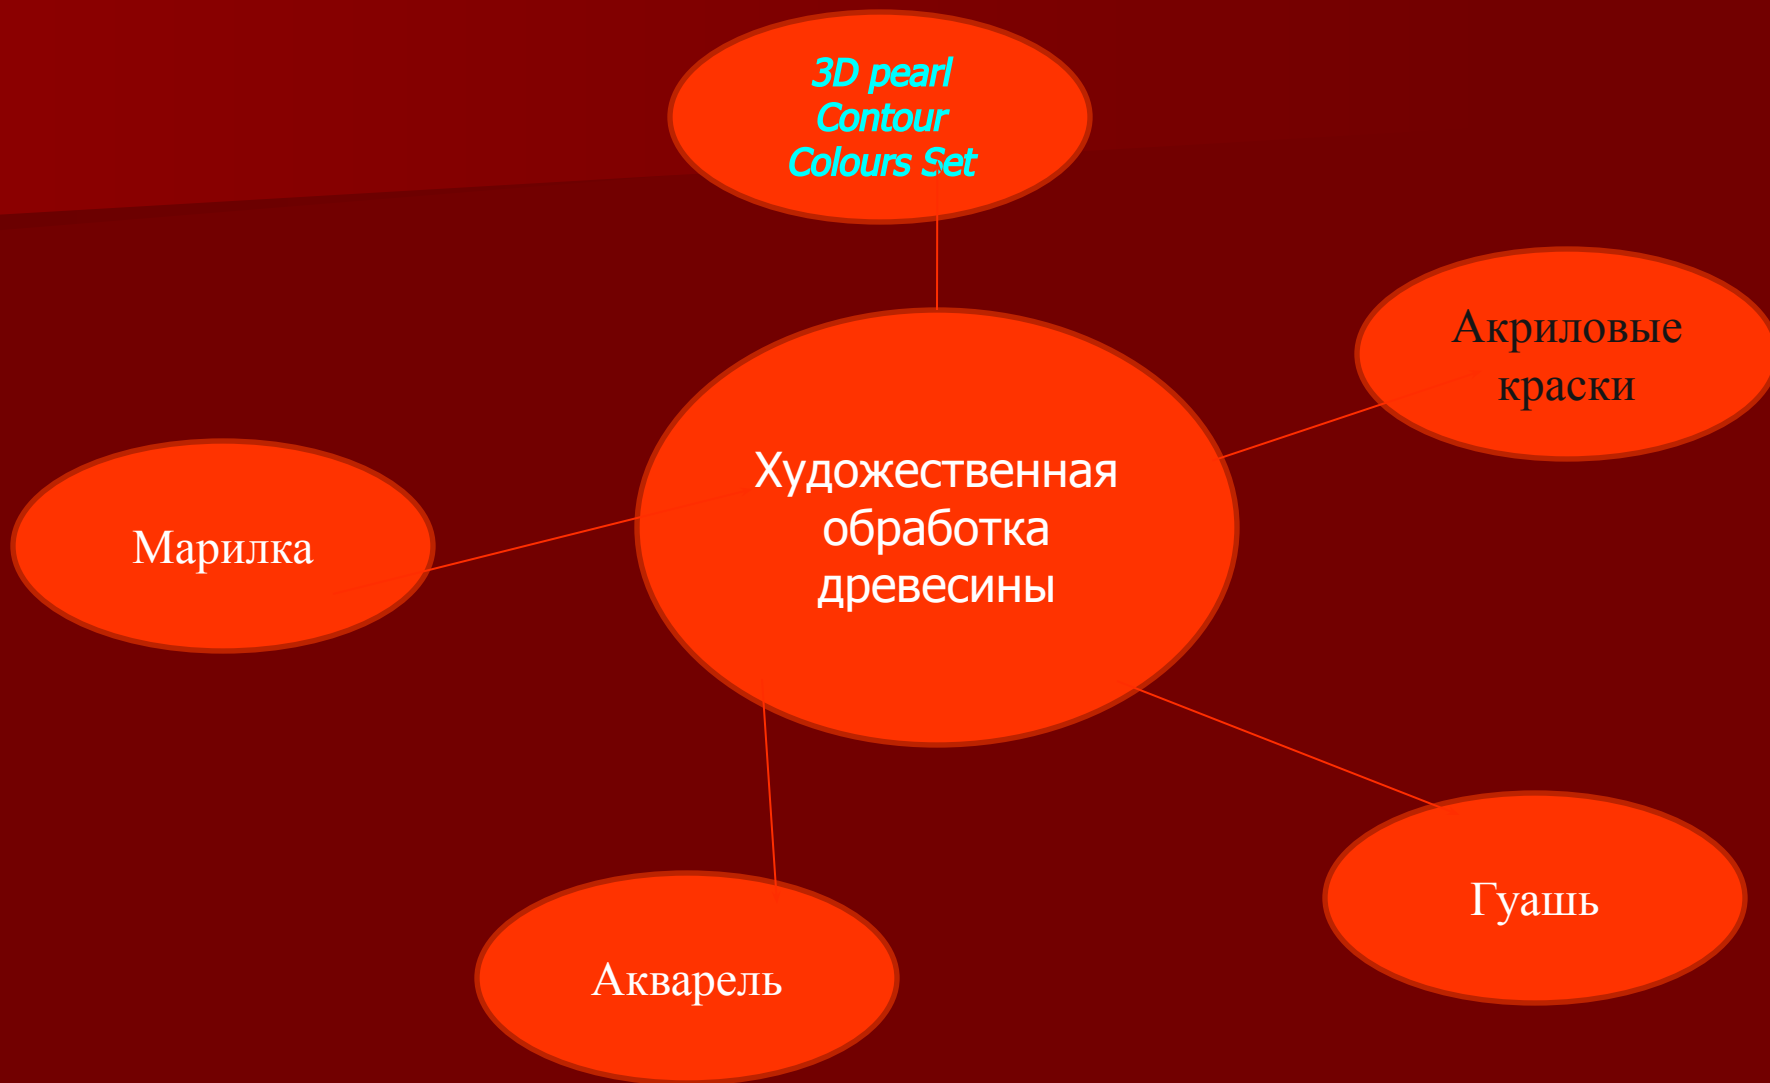 3D pearl
Contour
Colours Set
Акриловые
краски
Художественная
обработка
древесины
Марилка
Гуашь
Акварель